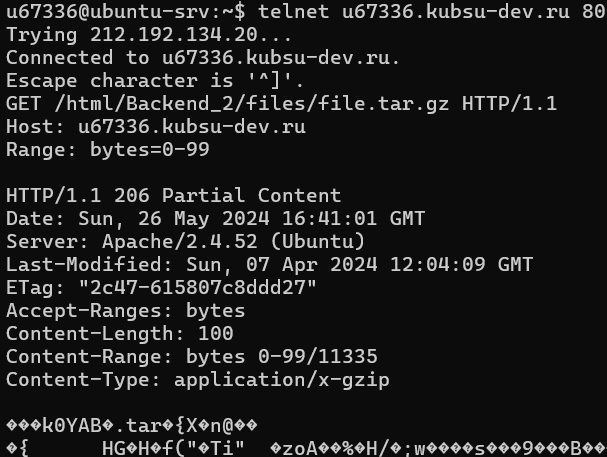 u67336@ubuntu-srv:~$ telnet u67336.kubsu-dev.ru 80
Trying 212.192.134.20...
Connected to u67336.kubsu-dev.ru.
Escape character is '^]'.
GET /html/Backend_2/files/file.tar.gz HTTP/1.1
Host: u67336.kubsu-dev.ru
Range: bytes=0-99

HTTP/1.1 206 Partial Content
Date: Sun, 26 May 2024 16:41:01 GMT
Server: Apache/2.4.52 (Ubuntu)
Last-Modified: Sun, 07 Apr 2024 12:04:09 GMT
ETag: "2c47-615807c8ddd27"
Accept-Ranges: bytes
Content-Length: 100
Content-Range: bytes 0-99/11335
Content-Type: application/x-gzip

���k0YAB�.tar�{X�n@��
�{      HG�H�f("�Ti"  �zoA��%�H/�;w����s���9���B��